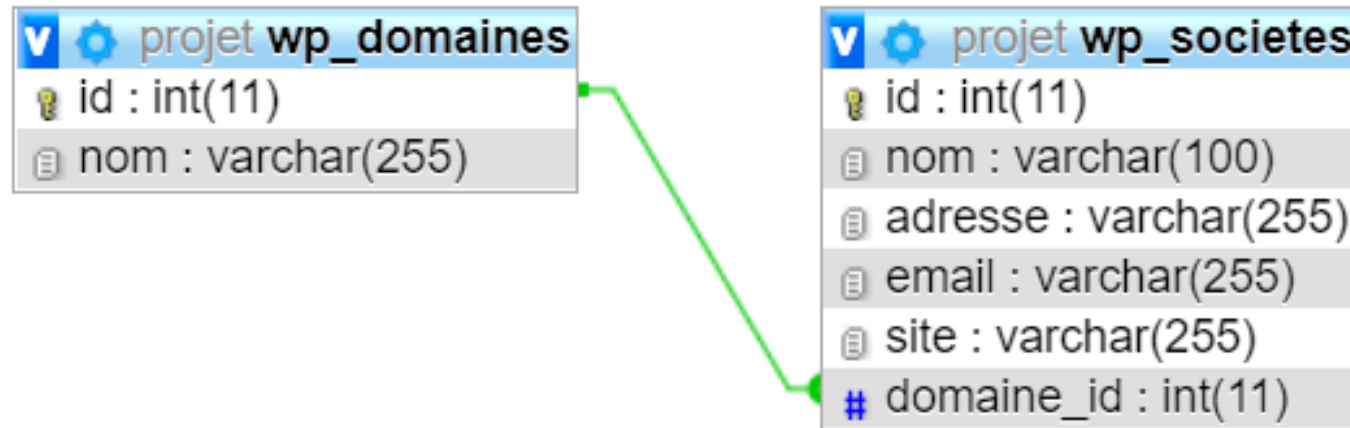 v projet wp_domaines
id : int(11)
nom : varchar(255)
v projet wp_societes
id : int(11)
nom : varchar(100)
adresse : varchar(255)
email : varchar(255)
site : varchar(255)
# domaine_id : int(11)